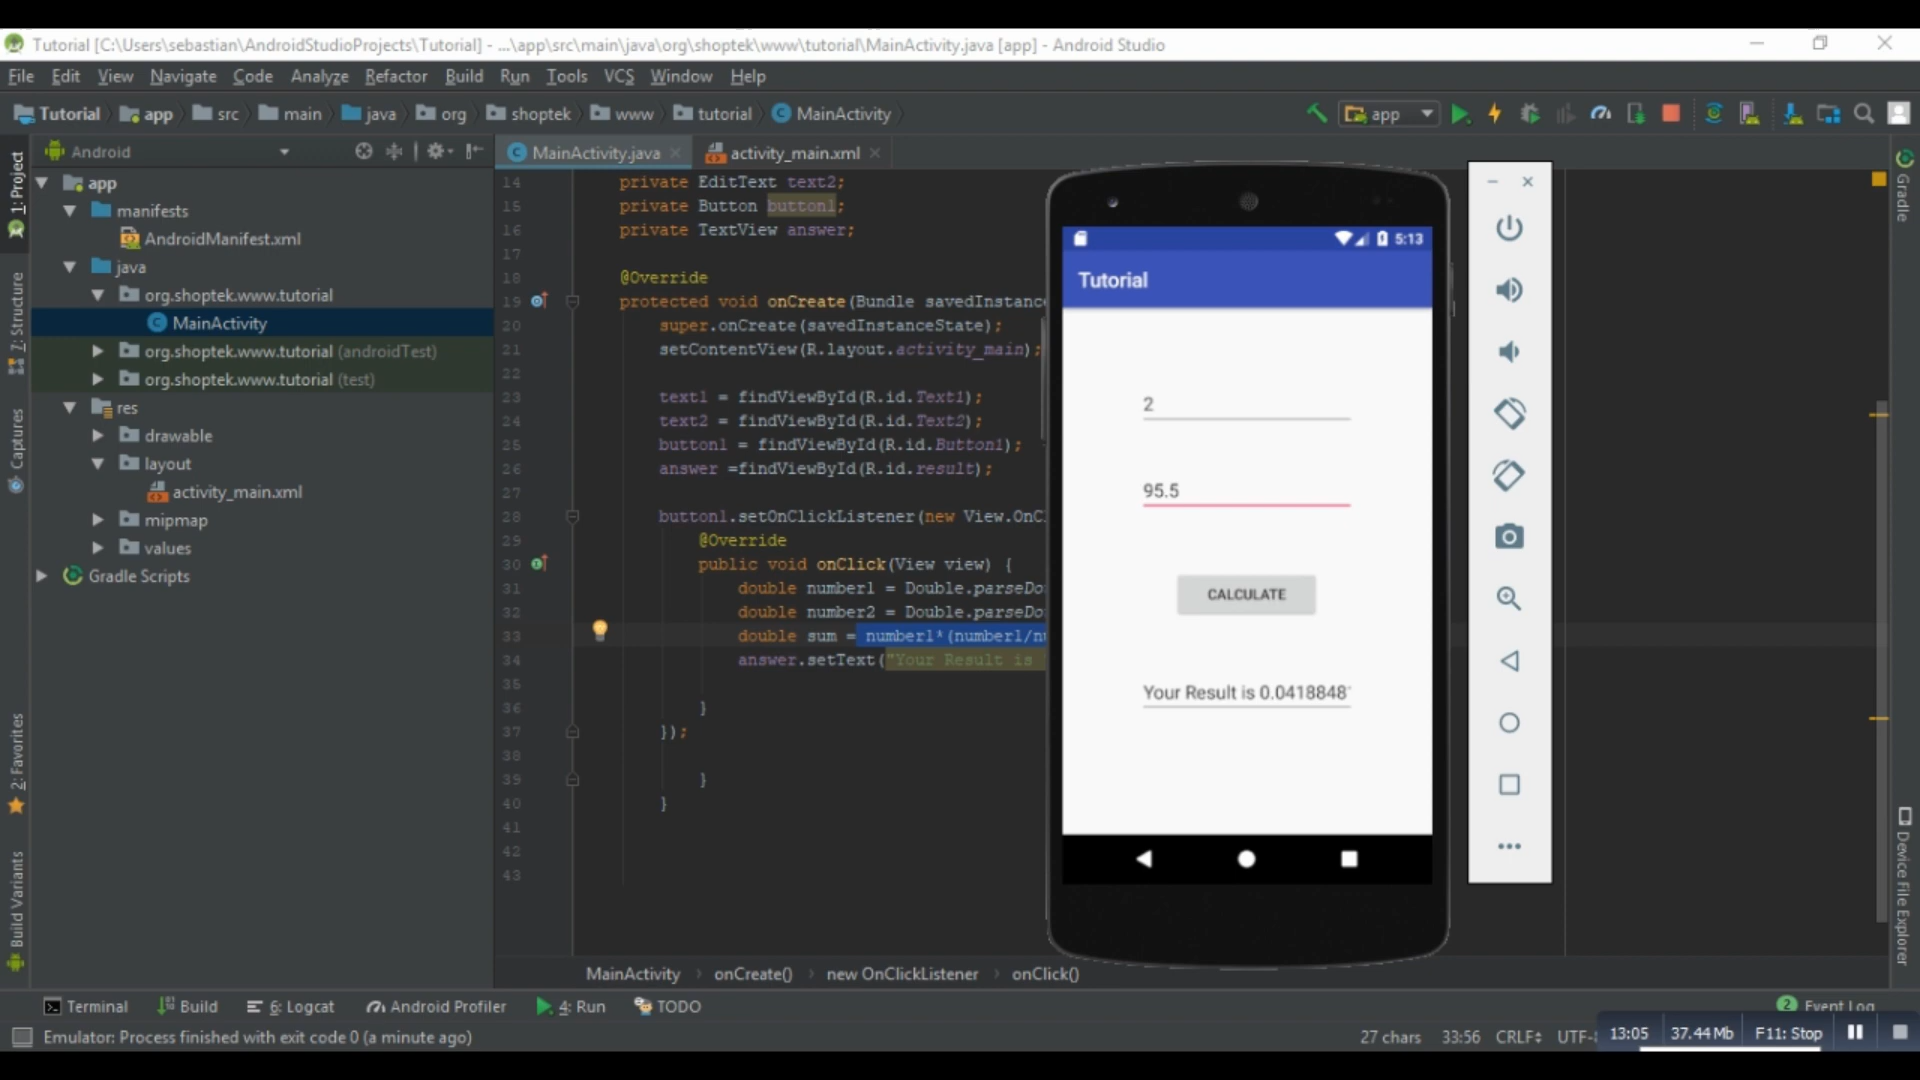 Tutorial [C:\Users\sebastian\AndroidStudioProjects\Tutorial] - ...\app\src\main\java\org\shoptek\www\tutorial\MainActivity.java [app] - Android Studio
File Edit View Navigate Code Analyze Refactor Build Run Tools VCS Window Help
Tutorial app src main java org shoptek www tutorial MainActivity
app
Android
MainActivity.java activity_main.xml
1: Project
7: Structure
Captures
2: Favorites
Build Variants
app
manifests
AndroidManifest.xml
java
org.shoptek.www.tutorial
MainActivity
org.shoptek.www.tutorial (androidTest)
org.shoptek.www.tutorial (test)
res
drawable
layout
activity_main.xml
mipmap
values
Gradle Scripts
14 private EditText text2;
15 private Button button1;
16 private TextView answer;
17
18 @Override
19 protected void onCreate(Bundle savedInstanc
20 super.onCreate(savedInstanceState);
21 setContentView(R.layout.activity_main);
22
23 text1 = findViewById(R.id.Text1);
24 text2 = findViewById(R.id.Text2);
25 button1 = findViewById(R.id.Button1);
26 answer =findViewById(R.id.result);
27
28 button1.setOnClickListener(new View.OnC
29 @Override
30 public void onClick(View view) {
31 double number1 = Double.parseDo
32 double number2 = Double.parseDo
33 double sum = number1*(number1/nu
34 answer.setText("Your Result is
35
36 }
37 });
38
39 }
40 }
41
42
43
5:13
Tutorial
2
95.5
CALCULATE
Your Result is 0.0418848
Gradle
Device File Explorer
MainActivity › onCreate() › new OnClickListener › onClick()
Terminal Build 6: Logcat Android Profiler 4: Run TODO
2 Event Log
Emulator: Process finished with exit code 0 (a minute ago)
27 chars 33:56 CRLF UTF-
13:05 37.44 Mb F11: Stop